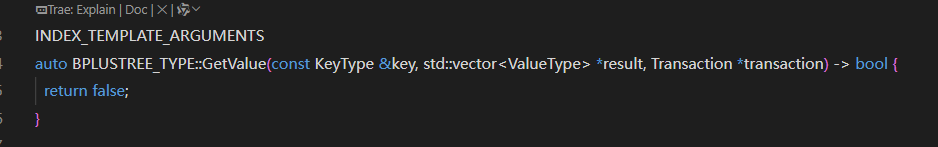 Trae: Explain | Doc | X |
INDEX_TEMPLATE_ARGUMENTS
auto BPLUSTREE_TYPE::GetValue(const KeyType &key, std::vector<ValueType> *result, Transaction *transaction) -> bool {
return false;
}